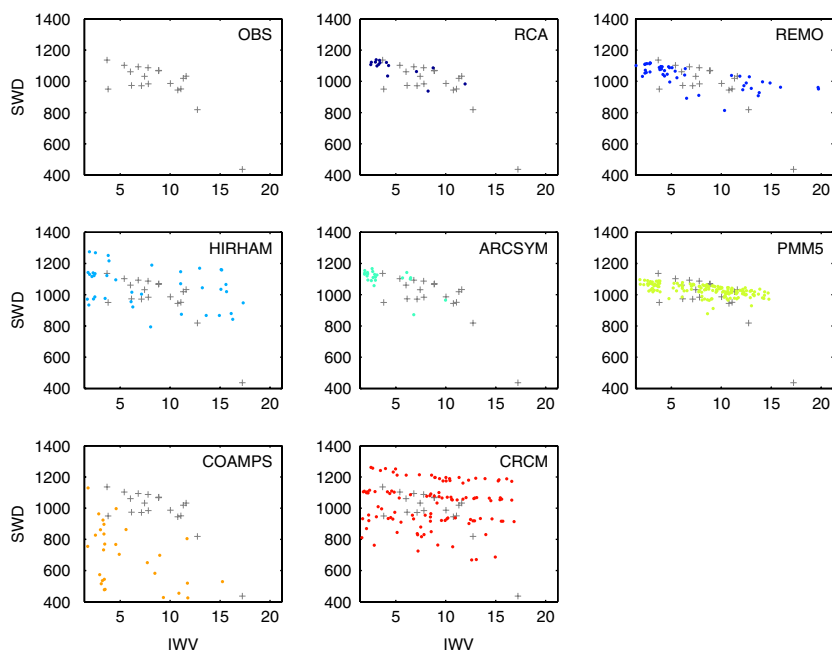 1400 OBS
1200
1000
SWD
800
600
400
5 10 15 20
1400 RCA
1200
1000
800
600
400
5 10 15 20
1400 REMO
1200
1000
800
600
400
5 10 15 20
1400 HIRHAM
1200
1000
SWD
800
600
400
5 10 15 20
1400 ARCSYM
1200
1000
800
600
400
5 10 15 20
1400 PMM5
1200
1000
800
600
400
5 10 15 20
1400 COAMPS
1200
1000
SWD
800
600
400
5 10 15 20
IWV
1400 CRCM
1200
1000
800
600
400
5 10 15 20
IWV